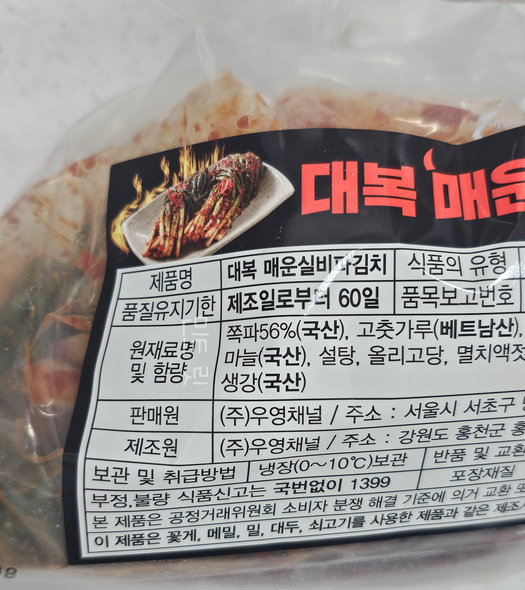 대복 매운
제품명 대복 매운실비파김치 식품의 유형
품질유지기한 제조일로부터 60일 품목보고번호
원재료명 및 함량 쪽파56%(국산), 고춧가루(베트남산),
마늘(국산), 설탕, 올리고당, 멸치액젓
생강(국산)
판매원 (주)우영채널 / 주소 : 서울시 서초구
제조원 (주)우영채널 / 주소 : 강원도 홍천군
보관 및 취급방법 냉장(0~10℃)보관 반품 및 교환
부정,불량 식품신고는 국번없이 1399 포장재질
본 제품은 공정거래위원회 소비자 분쟁 해결 기준에 의거 교환
이 제품은 꽃게, 메밀, 밀, 대두, 쇠고기를 사용한 제품과 같은